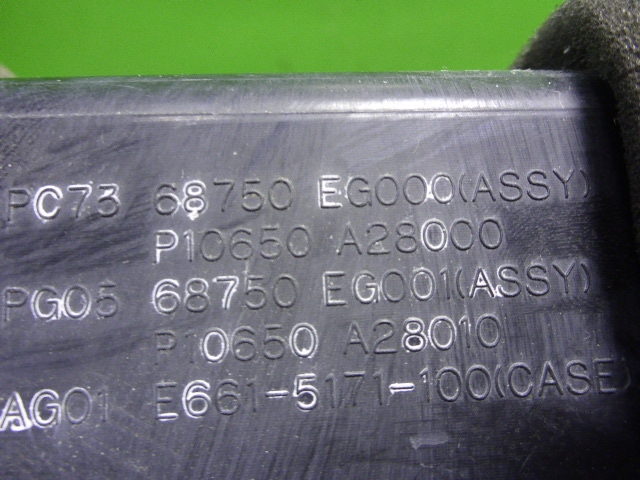 PC73 68750 EG000(ASSY)
P10650 A28000
PG05 68750 EG001(ASSY)
P10650 A28010
AG01 E661-5171-100(CASE)